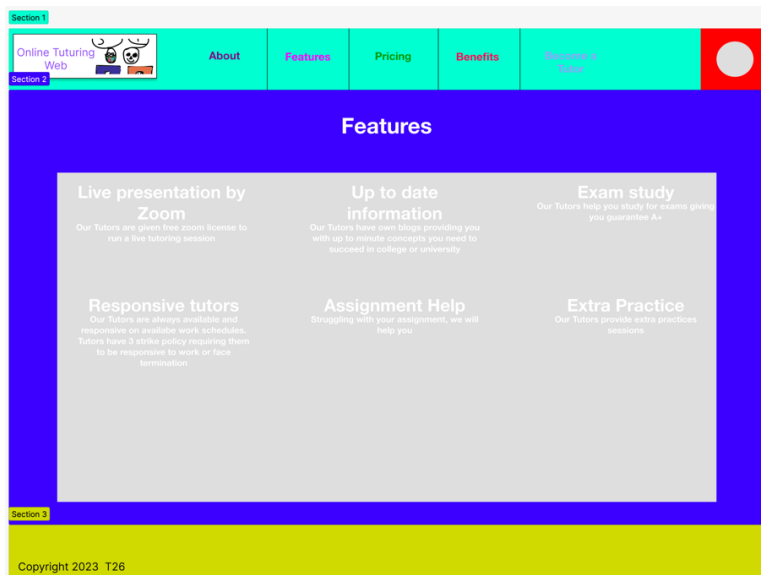 Section 1
Online Tuturing
Web
About
Features
Pricing
Benefits
Become a
Tutor
Section 2
Features
Live presentation by
Zoom
Our Tutors are given free zoom license to
run a live tutoring session
Up to date
information
Our Tutors have own blogs providing you
with up to minute concepts you need to
succeed in college or university
Exam study
Our Tutors help you study for exams giving
you guarantee A+
Responsive tutors
Our Tutors are always available and
responsive on availabe work schedules.
Tutors have 3 strike policy requiring them
to be responsive to work or face
termination
Assignment Help
Struggling with your assignment, we will
help you
Extra Practice
Our Tutors provide extra practices
sessions
Section 3
Copyright 2023 T26